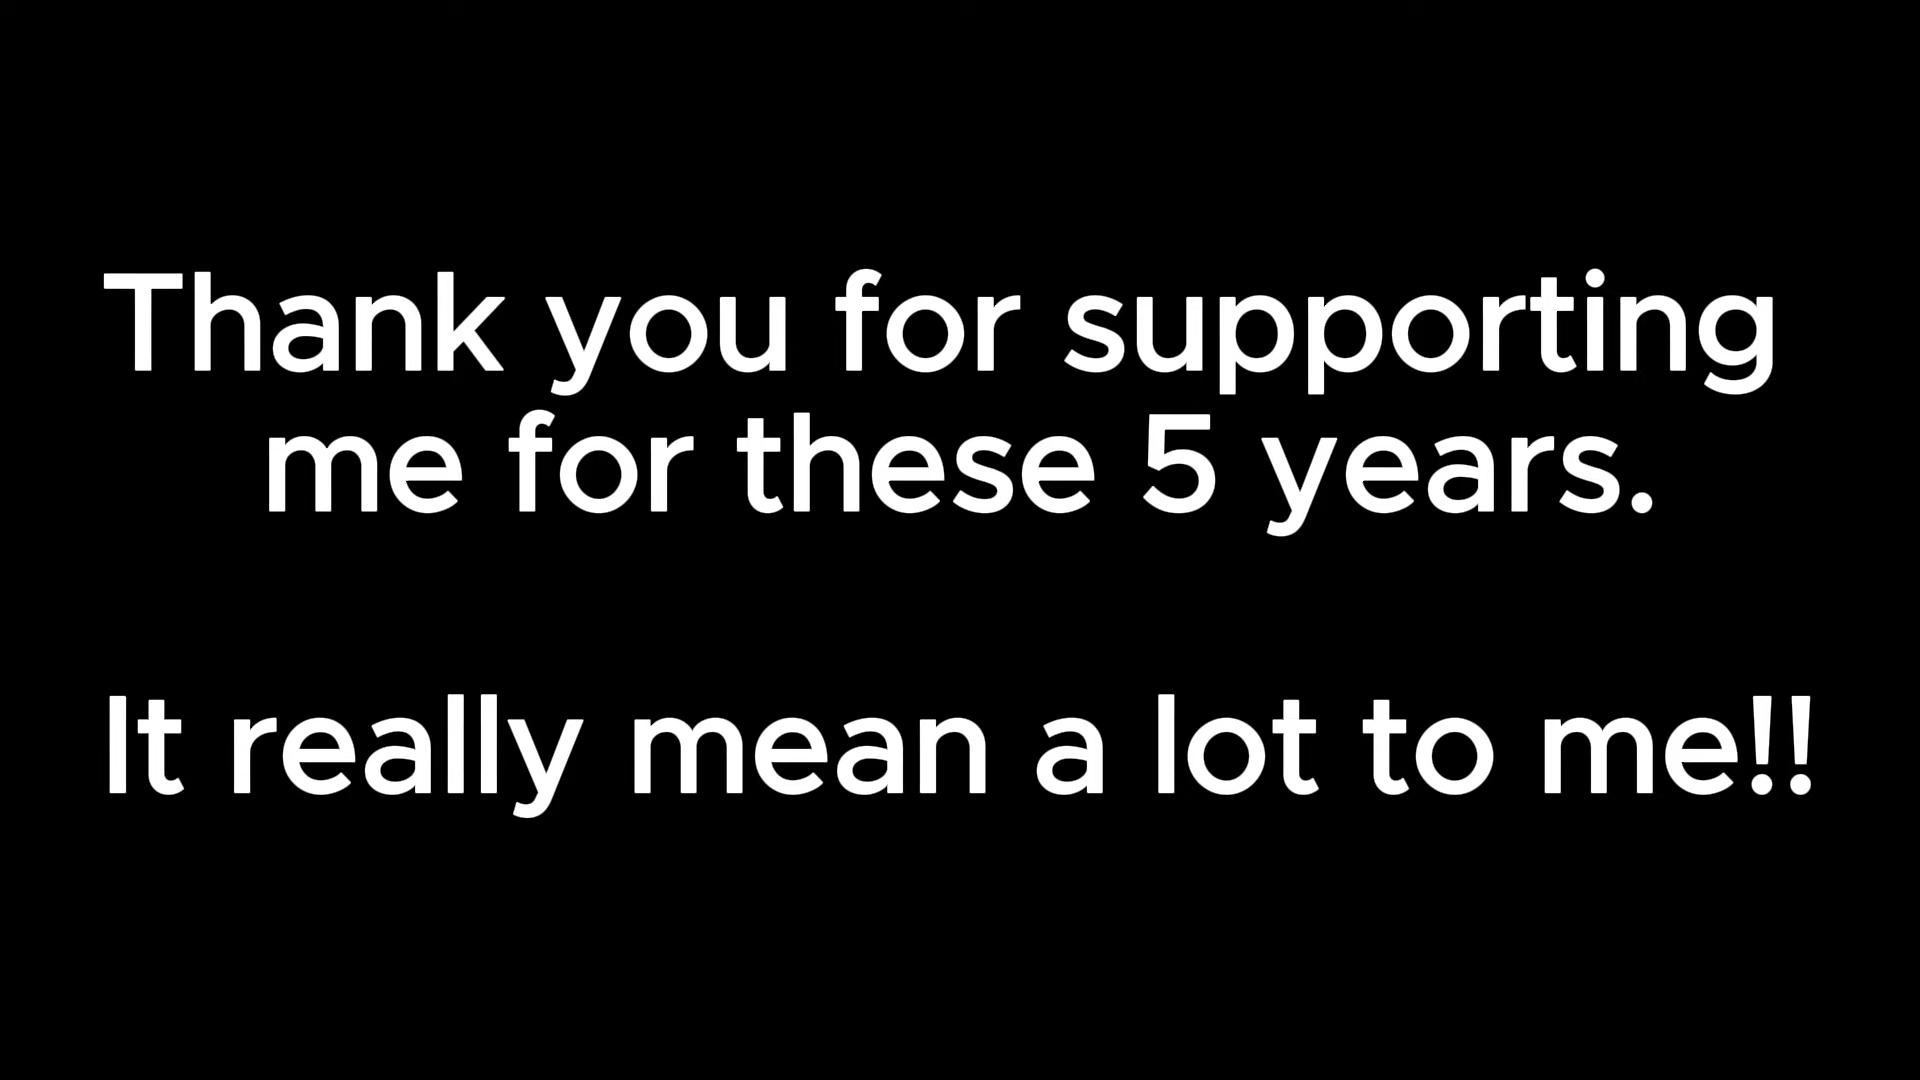 Thank you for supporting
me for these 5 years.
It really mean a lot to me!!